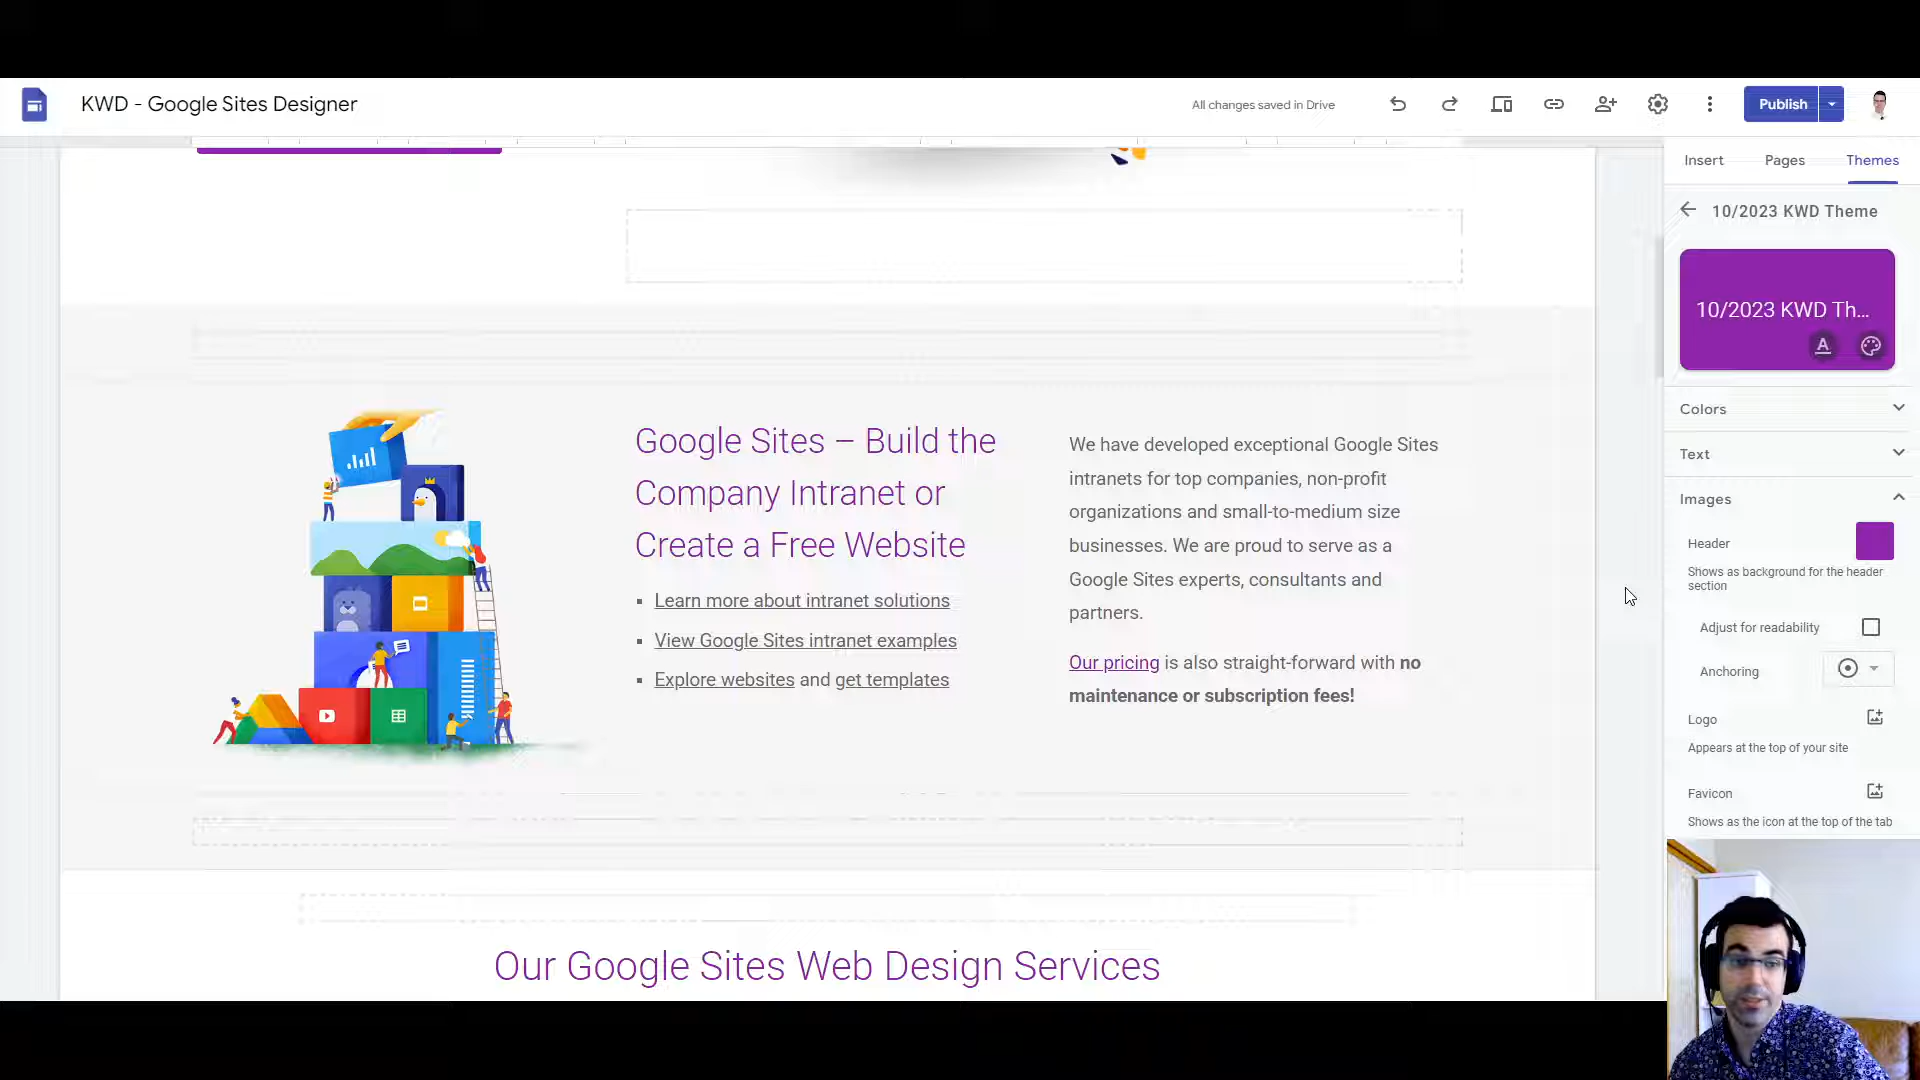 KWD - Google Sites Designer
All changes saved in Drive
Publish
Insert
Pages
Themes
10/2023 KWD Theme
10/2023 KWD Th...
A
Colors
Text
Images
Header
Shows as background for the header
section
Adjust for readability
Anchoring
Logo
Appears at the top of your site
Favicon
Shows as the icon at the top of the tab
Google Sites – Build the
Company Intranet or
Create a Free Website
Learn more about intranet solutions
View Google Sites intranet examples
Explore websites and get templates
We have developed exceptional Google Sites
intranets for top companies, non-profit
organizations and small-to-medium size
businesses. We are proud to serve as a
Google Sites experts, consultants and
partners.
Our pricing is also straight-forward with no
maintenance or subscription fees!
Our Google Sites Web Design Services